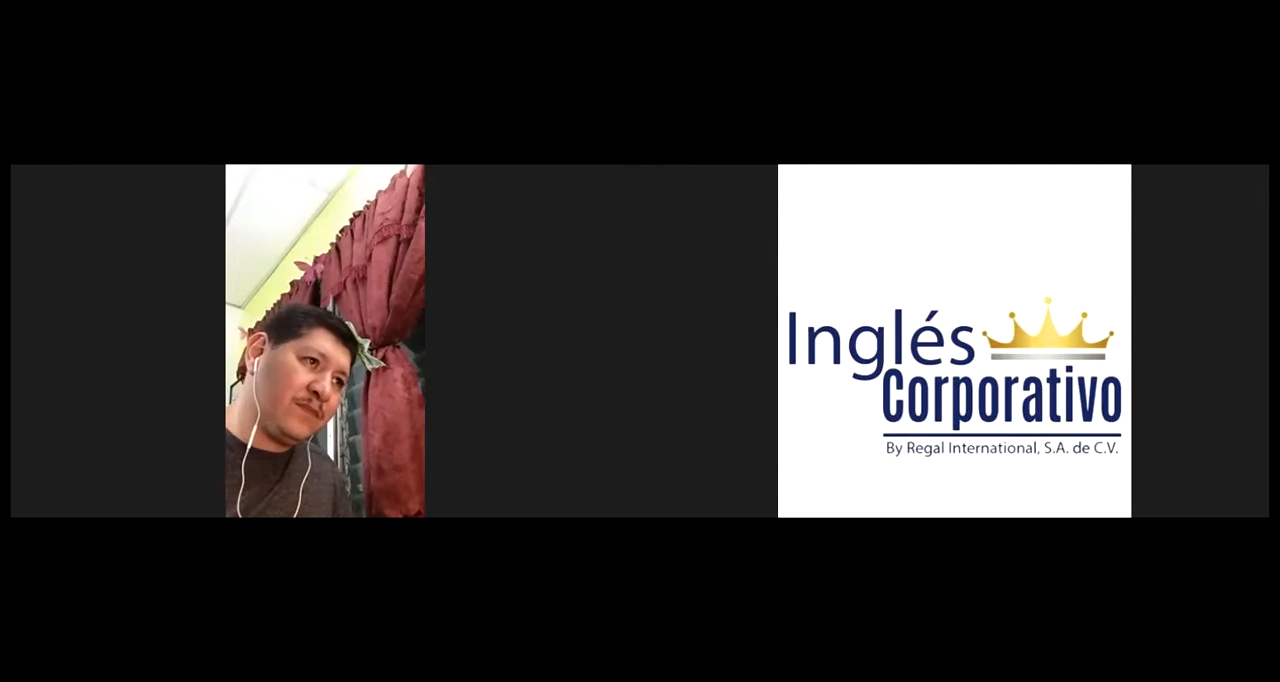 Inglés
Corporativo
By Regal International, S.A. de C.V.